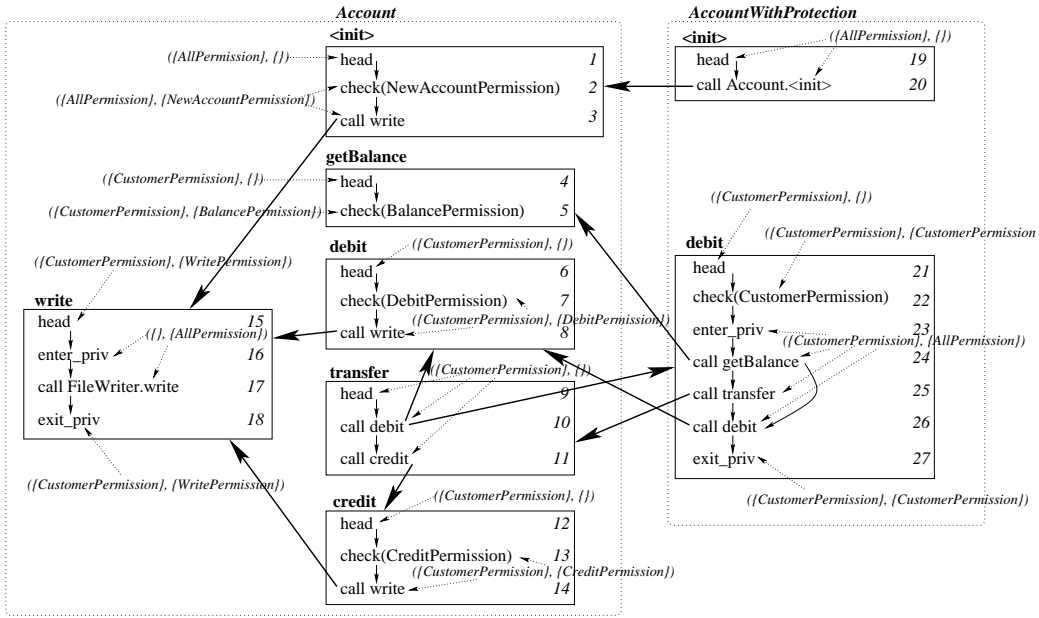 Account
AccountWithProtection
<init>
({AllPermission}, {})
head 1
check(NewAccountPermission) 2
({AllPermission}, {NewAccountPermission})
call write 3
<init>
({AllPermission}, {})
head 19
call Account.<init> 20
getBalance
({CustomerPermission}, {})
head 4
check(BalancePermission) 5
({CustomerPermission}, {BalancePermission})
debit
({CustomerPermission}, {})
head 6
check(DebitPermission) 7
call write 8
({CustomerPermission}, {DebitPermission})
({CustomerPermission}, {WritePermission})
write
head 15
({}, {AllPermission})
enter_priv 16
call FileWriter.write 17
exit_priv 18
({CustomerPermission}, {WritePermission})
transfer
({CustomerPermission}, {})
head 9
call debit 10
call credit 11
credit
({CustomerPermission}, {})
head 12
check(CreditPermission) 13
({CustomerPermission}, {CreditPermission})
call write 14
({CustomerPermission}, {})
({CustomerPermission}, {CustomerPermission
debit
head 21
check(CustomerPermission) 22
enter_priv 23
({CustomerPermission}, {AllPermission})
call getBalance 24
call transfer 25
call debit 26
exit_priv 27
({CustomerPermission}, {CustomerPermission})